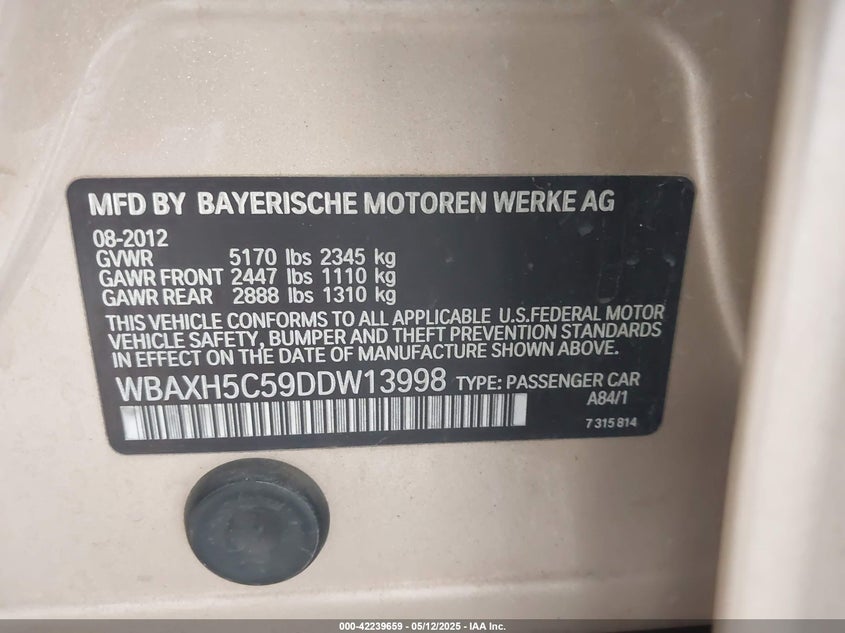 MFD BY BAYERISCHE MOTOREN WERKE AG
08-2012
GVWR 5170 lbs 2345 kg
GAWR FRONT 2447 lbs 1110 kg
GAWR REAR 2888 lbs 1310 kg
THIS VEHICLE CONFORMS TO ALL APPLICABLE U.S.FEDERAL MOTOR
VEHICLE SAFETY, BUMPER AND THEFT PREVENTION STANDARDS
IN EFFECT ON THE DATE OF MANUFACTURE SHOWN ABOVE.
WBAXH5C59DDW13998 TYPE: PASSENGER CAR
A84/1
7 315 814
000-42239659 - 05/12/2025 - IAA Inc.